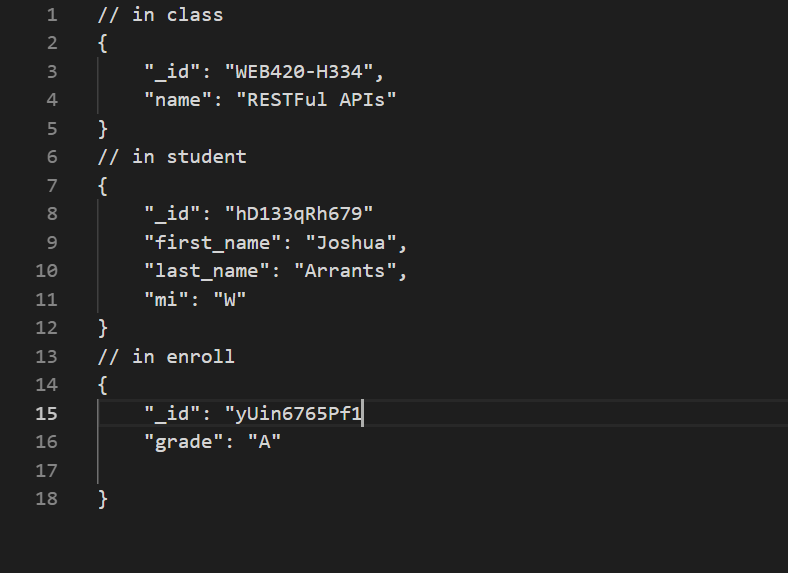 1 // in class
2 {
3 "_id": "WEB420-H334",
4 "name": "RESTFul APIs"
5 }
6 // in student
7 {
8 "_id": "hD133qRh679"
9 "first_name": "Joshua",
10 "last_name": "Arrants",
11 "mi": "W"
12 }
13 // in enroll
14 {
15 "_id": "yUin6765Pf1
16 "grade": "A"
17
18 }